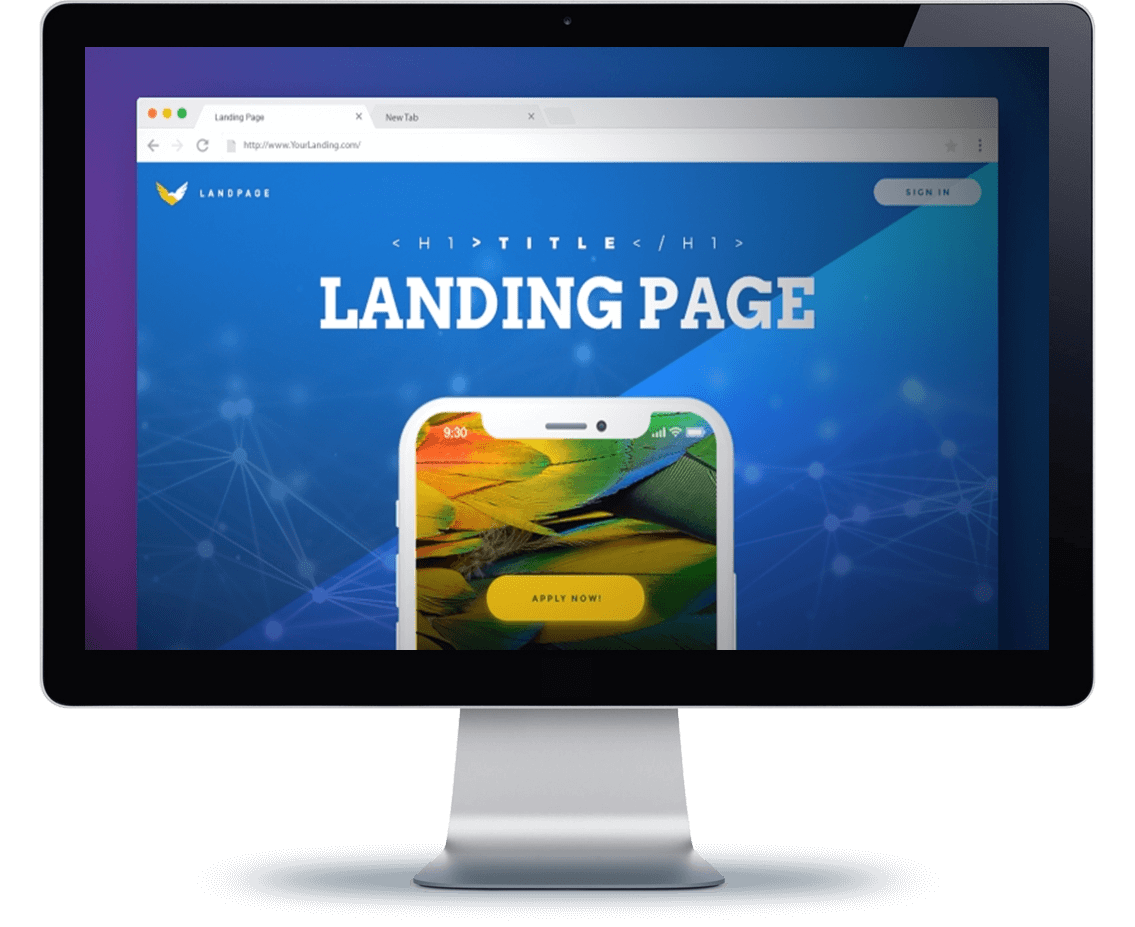 Landing Page
New Tab
http://www.YourLanding.com/
LANDPAGE
SIGN IN
<H1>TITLE</H1>
LANDING PAGE
9:30
APPLY NOW!